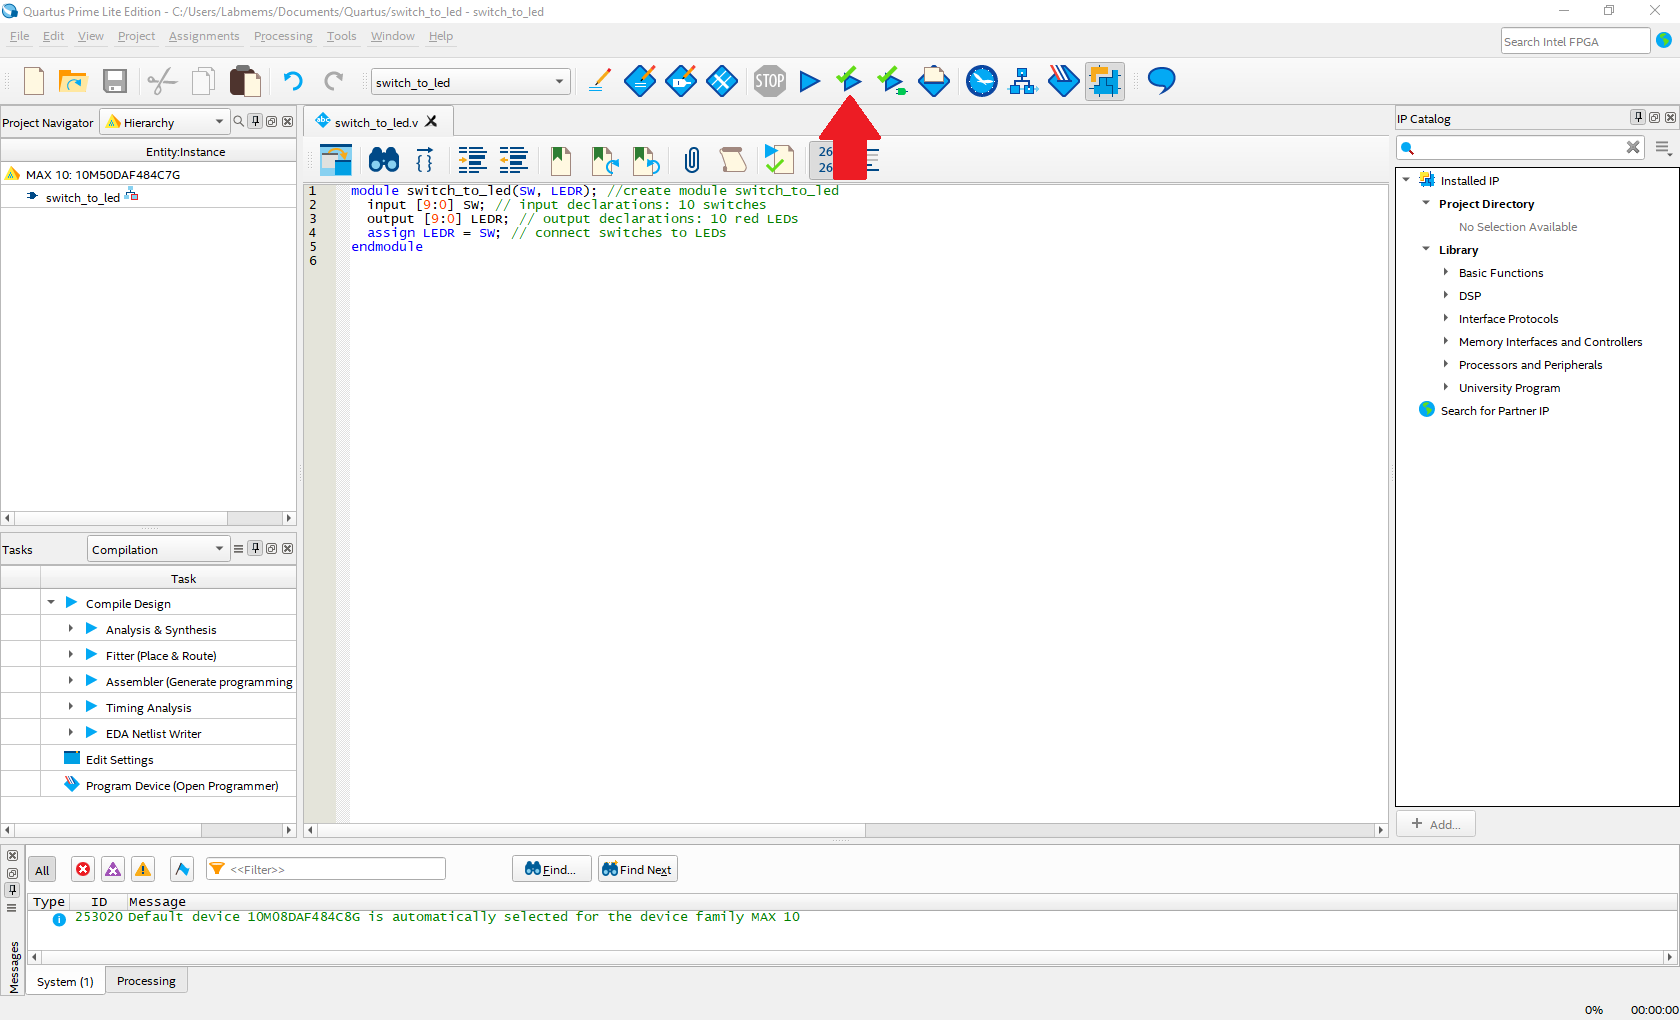 Quartus Prime Lite Edition - C:/Users/Labmems/Documents/Quartus/switch_to_led - switch_to_led
File Edit View Project Assignments Processing Tools Window Help
Search Intel FPGA
switch_to_led
STOP
Project Navigator Hierarchy
switch_to_led.v
IP Catalog
Entity:Instance
MAX 10: 10M50DAF484C7G
switch_to_led
26
26
1 module switch_to_led(SW, LEDR); //create module switch_to_led
2 input [9:0] SW; // input declarations: 10 switches
3 output [9:0] LEDR; // output declarations: 10 red LEDs
4 assign LEDR = SW; // connect switches to LEDs
5 endmodule
6
Installed IP
Project Directory
No Selection Available
Library
Basic Functions
DSP
Interface Protocols
Memory Interfaces and Controllers
Processors and Peripherals
University Program
Search for Partner IP
+ Add...
Tasks Compilation
Task
Compile Design
Analysis & Synthesis
Fitter (Place & Route)
Assembler (Generate programming
Timing Analysis
EDA Netlist Writer
Edit Settings
Program Device (Open Programmer)
Messages
All <<Filter>> Find... Find Next
Type ID Message
253020 Default device 10M08DAF484C8G is automatically selected for the device family MAX 10
System (1) Processing
0% 00:00:00